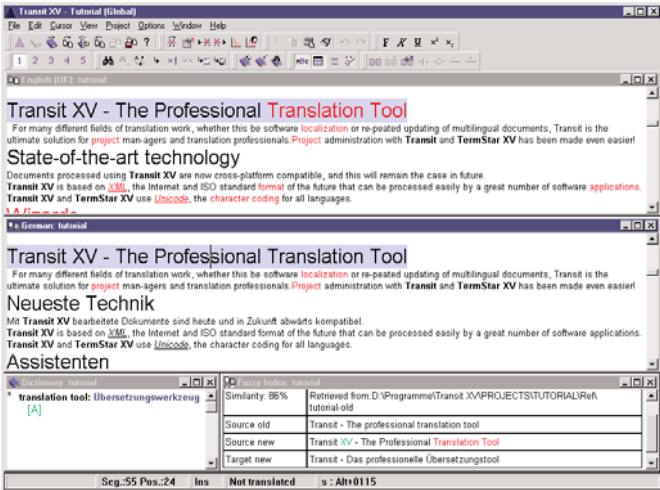 Transit XV - Tutorial (Global)
File Edit Cursor View Project Options Window Help
F K U x² x₂
1 2 3 4 5
English (UK): tutorial
Transit XV - The Professional Translation Tool
For many different fields of translation work, whether this be software localization or re-peated updating of multilingual documents, Transit is the
ultimate solution for project man-agers and translation professionals.Project administration with Transit and TermStar XV has been made even easier!
State-of-the-art technology
Documents processed using Transit XV are now cross-platform compatible, and this will remain the case in future.
Transit XV is based on XML, the Internet and ISO standard format of the future that can be processed easily by a great number of software applications.
Transit XV and TermStar XV use Unicode, the character coding for all languages.
Wizards
German: tutorial
Transit XV - The Professional Translation Tool
For many different fields of translation work, whether this be software localization or re-peated updating of multilingual documents, Transit is the
ultimate solution for project man-agers and translation professionals.Project administration with Transit and TermStar XV has been made even easier!
Neueste Technik
Mit Transit XV bearbeitete Dokumente sind heute und in Zukunft abwärts kompatibel.
Transit XV is based on XML, the Internet and ISO standard format of the future that can be processed easily by a great number of software applications.
Transit XV and TermStar XV use Unicode, the character coding for all languages.
Assistenten
Dictionary: tutorial
* translation tool: Übersetzungswerkzeug
[A]
Fuzzy Index: tutorial
Similarity: 86% Retrieved from:D:\Programme\Transit XV\PROJECTS\TUTORIAL\Ref\
tutorial-old
Source old Transit - The professional translation tool
Source new Transit XV - The Professional Translation Tool
Target new Transit - Das professionelle Übersetzungstool
Seg.:55 Pos.:24 Ins Not translated s : Alt+0115